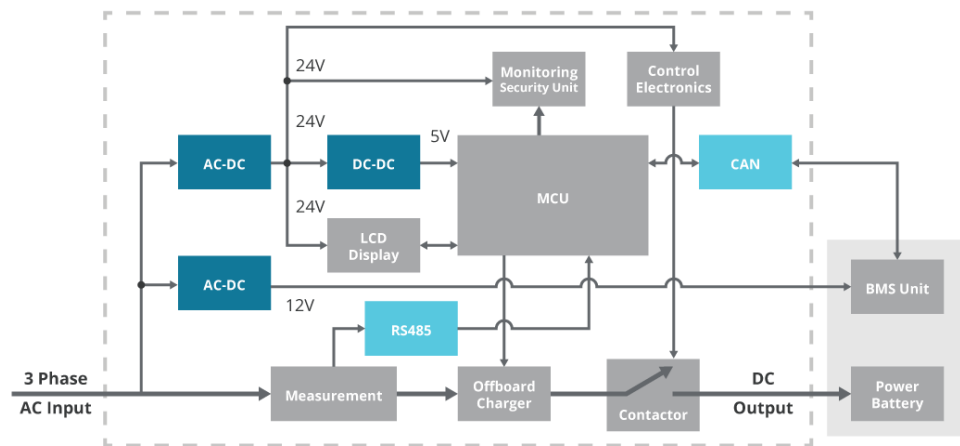 24V
Monitoring
Security Unit
Control
Electronics
24V
5V
AC-DC
DC-DC
MCU
CAN
24V
LCD
Display
AC-DC
12V
BMS Unit
RS485
3 Phase
AC Input
Measurement
Offboard
Charger
Contactor
DC
Output
Power
Battery